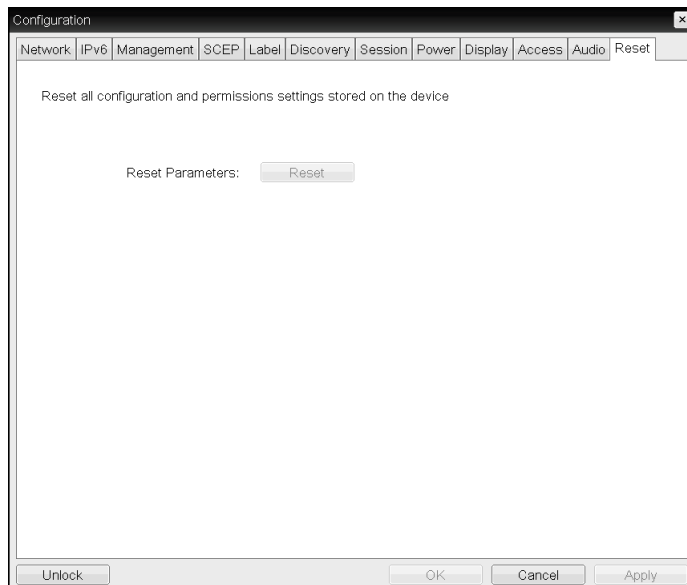 Configuration
Network IPv6 Management SCEP Label Discovery Session Power Display Access Audio Reset
Reset all configuration and permissions settings stored on the device
Reset Parameters: Reset
Unlock OK Cancel Apply